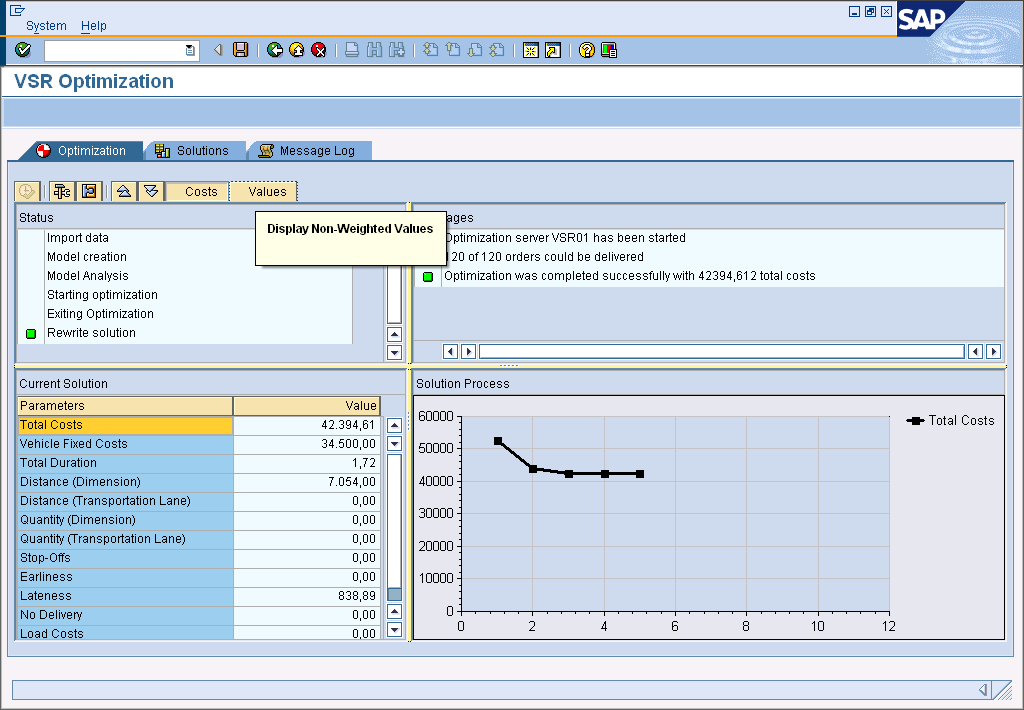 System Help
SAP
VSR Optimization
Optimization Solutions Message Log
Costs Values
Status
Import data
Model creation
Model Analysis
Starting optimization
Exiting Optimization
Rewrite solution
Display Non-Weighted Values
ages
Optimization server VSR01 has been started
20 of 120 orders could be delivered
Optimization was completed successfully with 42394,612 total costs
Current Solution
Parameters Value
Total Costs 42.394,61
Vehicle Fixed Costs 34.500,00
Total Duration 1,72
Distance (Dimension) 7.054,00
Distance (Transportation Lane) 0,00
Quantity (Dimension) 0,00
Quantity (Transportation Lane) 0,00
Stop-Offs 0,00
Earliness 0,00
Lateness 838,89
No Delivery 0,00
Load Costs 0,00
Solution Process
60000
50000
40000
30000
20000
10000
0
0 2 4 6 8 10 12
Total Costs